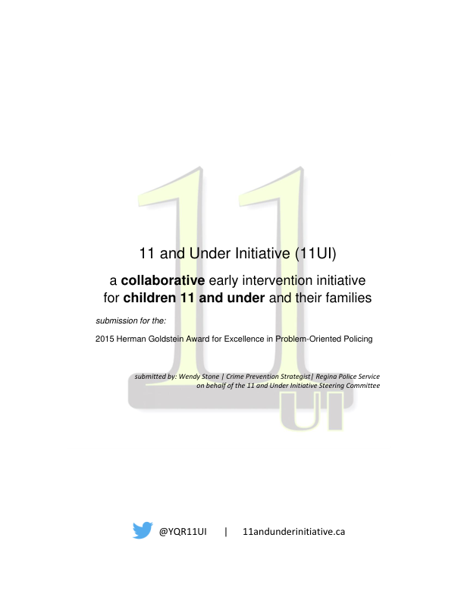 11 and Under Initiative (11UI)
a collaborative early intervention initiative
for children 11 and under and their families
submission for the:
2015 Herman Goldstein Award for Excellence in Problem-Oriented Policing
submitted by: Wendy Stone | Crime Prevention Strategist| Regina Police Service
on behalf of the 11 and Under Initiative Steering Committee
11
UI
@YQR11UI | 11andunderinitiative.ca